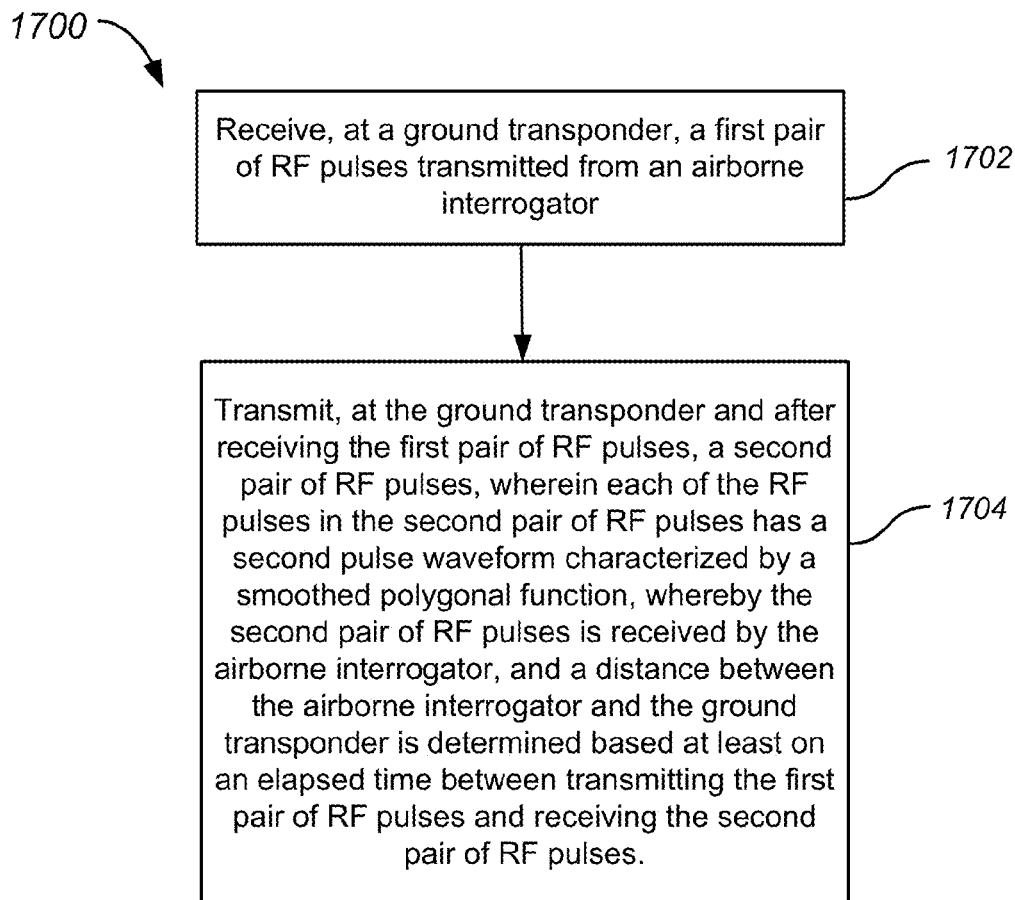 1700
Receive, at a ground transponder, a first pair
of RF pulses transmitted from an airborne
interrogator
1702
Transmit, at the ground transponder and after
receiving the first pair of RF pulses, a second
pair of RF pulses, wherein each of the RF
pulses in the second pair of RF pulses has a
second pulse waveform characterized by a
smoothed polygonal function, whereby the
second pair of RF pulses is received by the
airborne interrogator, and a distance between
the airborne interrogator and the ground
transponder is determined based at least on
an elapsed time between transmitting the first
pair of RF pulses and receiving the second
pair of RF pulses.
1704